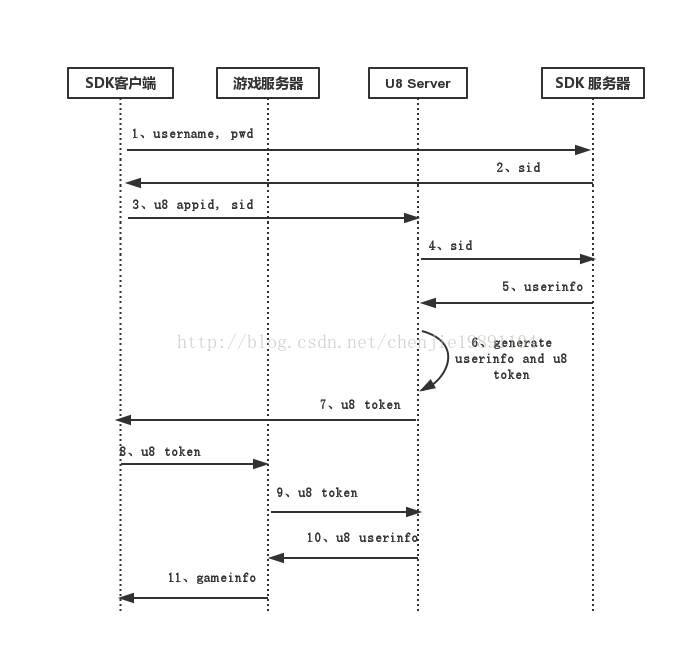 SDK客户端
游戏服务器
U8 Server
SDK 服务器
1、username, pwd
2、sid
3、u8 appid, sid
4、sid
5、userinfo
http://blog.csdn.net/chenjie19891104
6、generate
userinfo and u8
token
7、u8 token
8、u8 token
9、u8 token
10、u8 userinfo
11、gameinfo